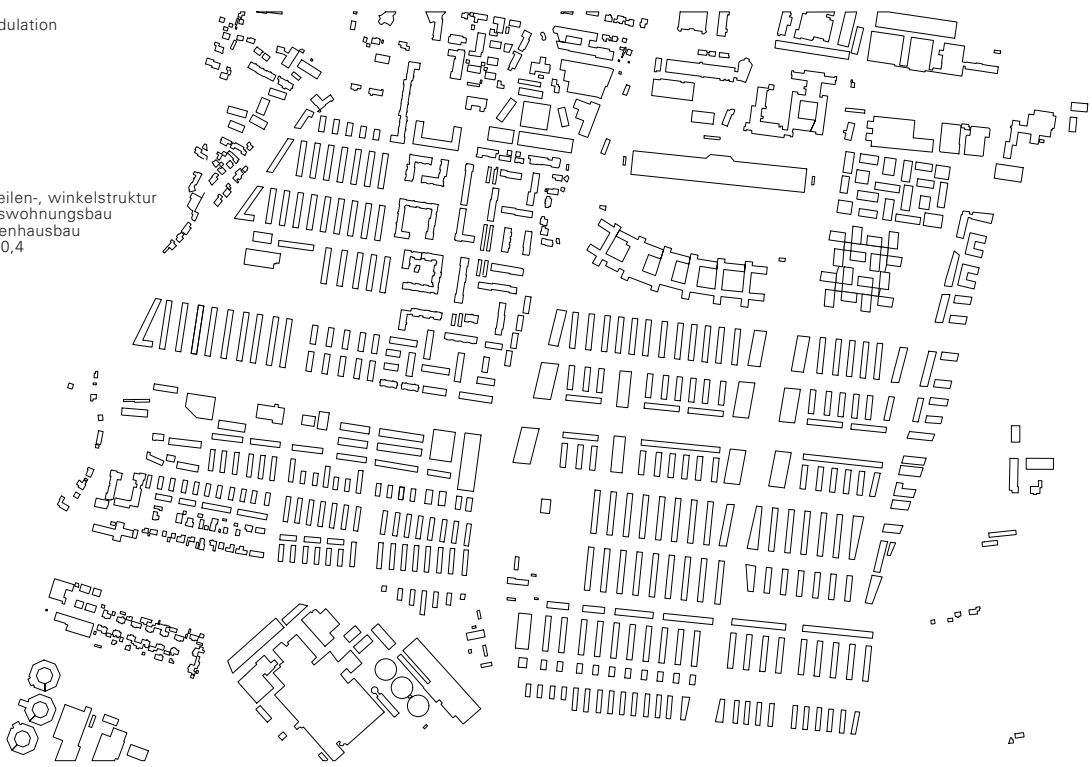 dulation
eilen-, winkelstruktur
swohnungsbau
enhausbau
0,4